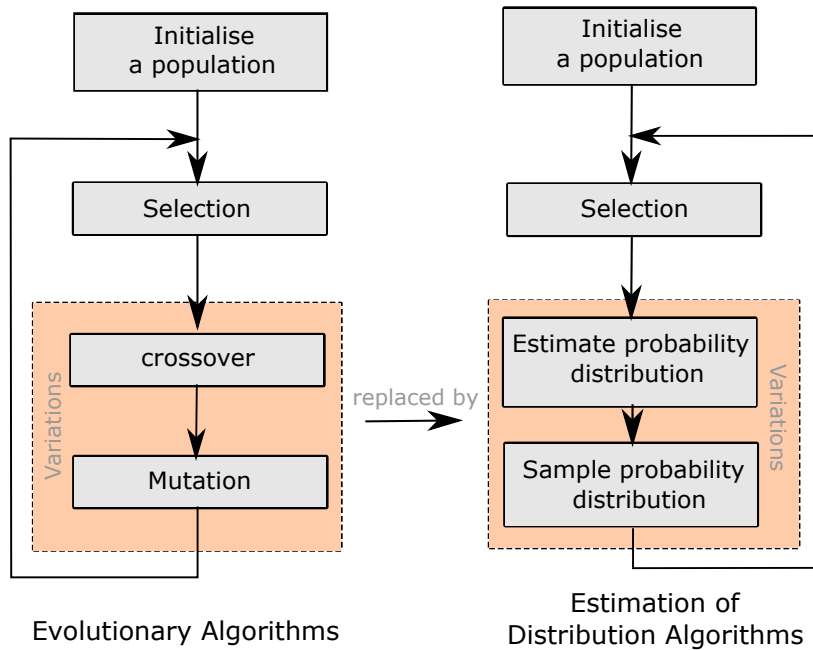 Initialise
a population
Selection
crossover
Mutation
Variations
Evolutionary Algorithms
replaced by
Initialise
a population
Selection
Estimate probability
distribution
Sample probability
distribution
Variations
Estimation of
Distribution Algorithms